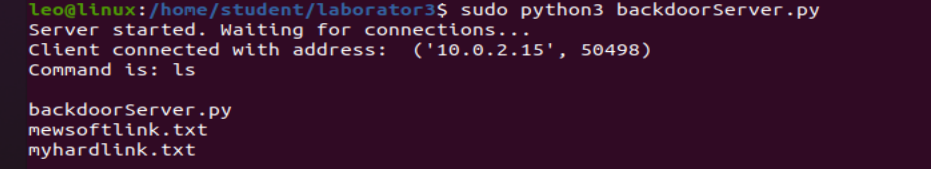 leo@linux:/home/student/laborator3$ sudo python3 backdoorServer.py
Server started. Waiting for connections...
Client connected with address:  ('10.0.2.15', 50498)
Command is: ls
backdoorServer.py
mewsoftlink.txt
myhardlink.txt